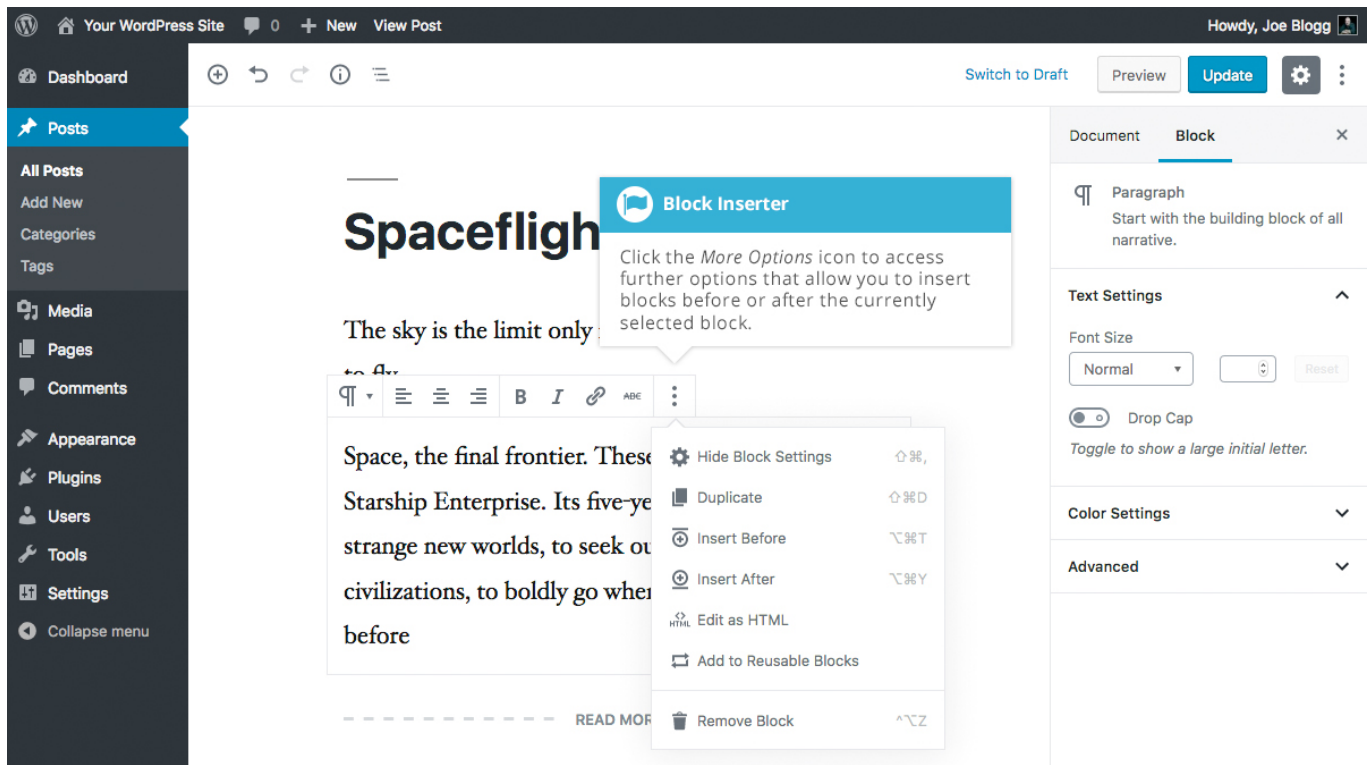 Your WordPress Site 0 New View Post Howdy, Joe Blogg
Dashboard
Posts
All Posts
Add New
Categories
Tags
Media
Pages
Comments
Appearance
Plugins
Users
Tools
Settings
Collapse menu
Switch to Draft Preview Update
Spacefligh
The sky is the limit only
to fly
Block Inserter
Click the More Options icon to access
further options that allow you to insert
blocks before or after the currently
selected block.
B I ABC
Space, the final frontier. These
Starship Enterprise. Its five-ye
strange new worlds, to seek ou
civilizations, to boldly go when
before
READ MOR
Hide Block Settings ⇧⌘,
Duplicate ⇧⌘D
Insert Before ⌥⌘T
Insert After ⌥⌘Y
HTML Edit as HTML
Add to Reusable Blocks
Remove Block ^⌥Z
Document Block
Paragraph
Start with the building block of all
narrative.
Text Settings
Font Size
Normal Reset
Drop Cap
Toggle to show a large initial letter.
Color Settings
Advanced